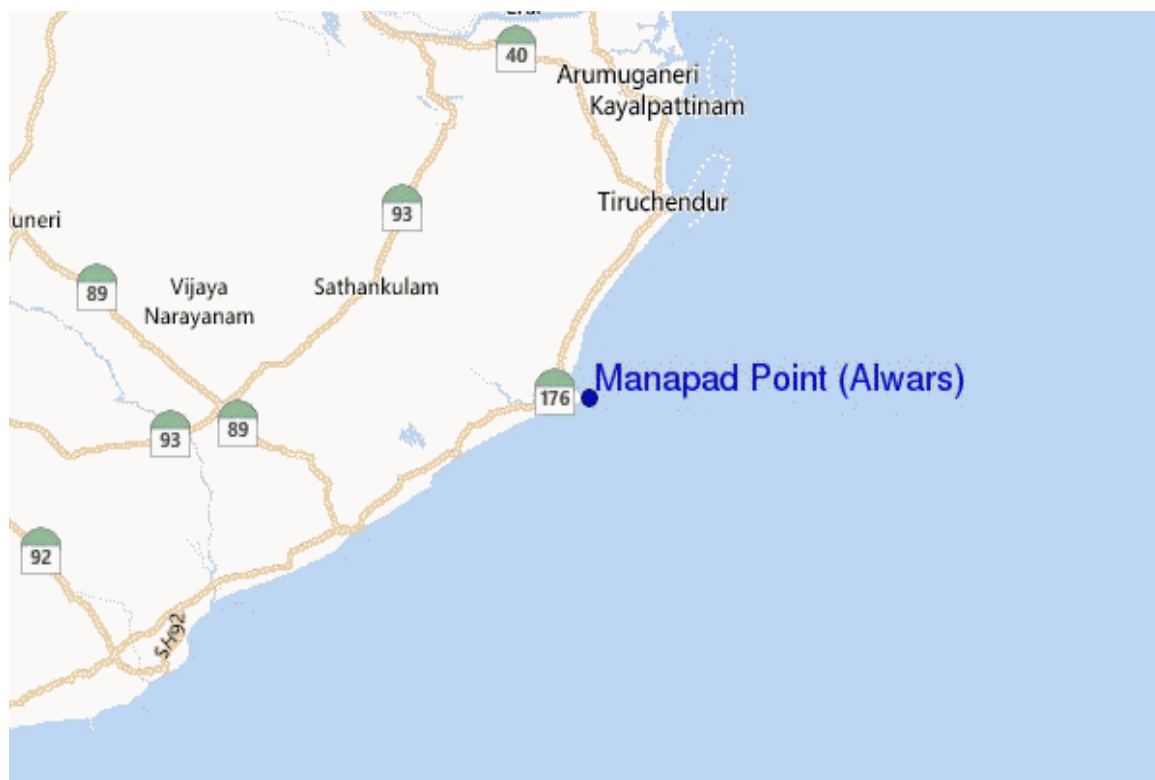 40
Arumuganeri
Kayalpattinam
Tiruchendur
93
uneri
89
Vijaya
Narayanam
Sathankulam
Manapad Point (Alwars)
176
93
89
92
SH92